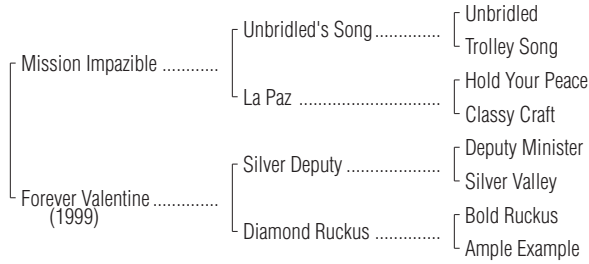 Unbridled
Unbridled's Song..............
Trolley Song
Mission Impazible ............
Hold Your Peace
La Paz ..............................
Classy Craft
Deputy Minister
Silver Deputy ....................
Silver Valley
Forever Valentine ..............
(1999)
Bold Ruckus
Diamond Ruckus ..............
Ample Example